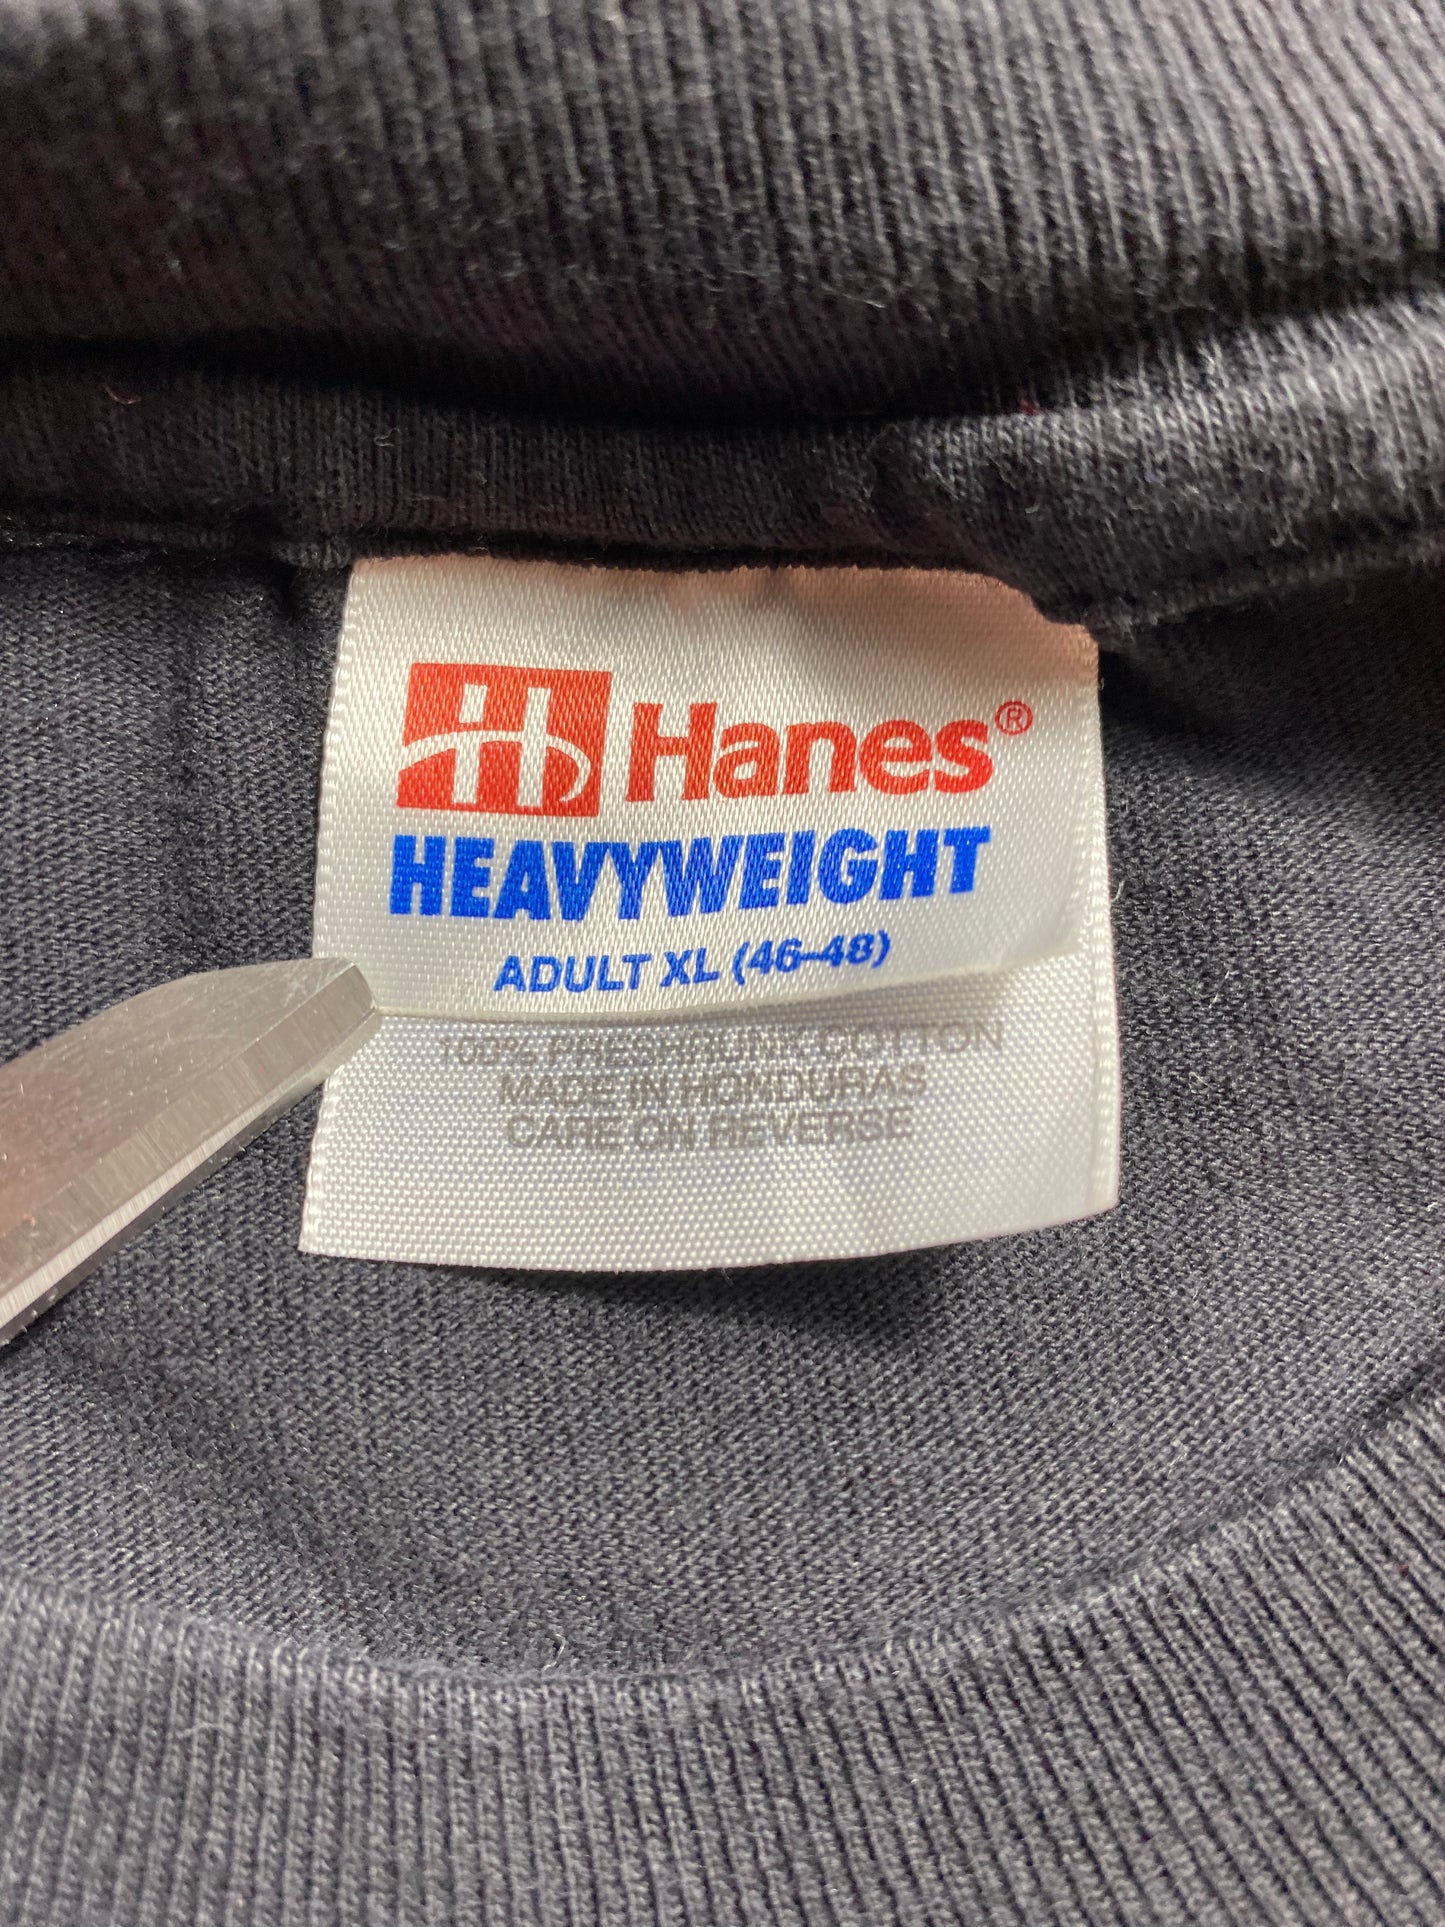 H Hanes®
HEAVYWEIGHT
ADULT XL (46-48)
100% PRESHRUNK COTTON
MADE IN HONDURAS
CARE ON REVERSE